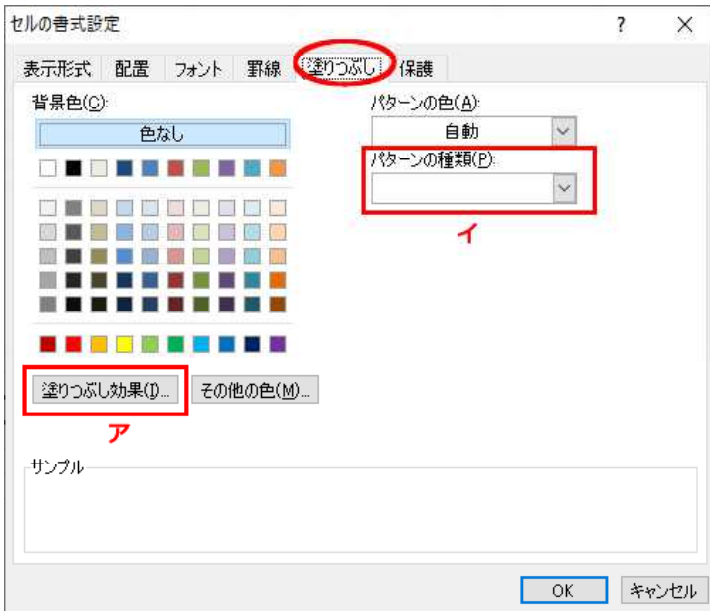 セルの書式設定 ?
表示形式 配置 フォント 罫線 塗りつぶし 保護
背景色(C):
色なし
パターンの色(A):
自動
パターンの種類(P):
イ
塗りつぶし効果(I)... その他の色(M)...
ア
サンプル
OK キャンセル